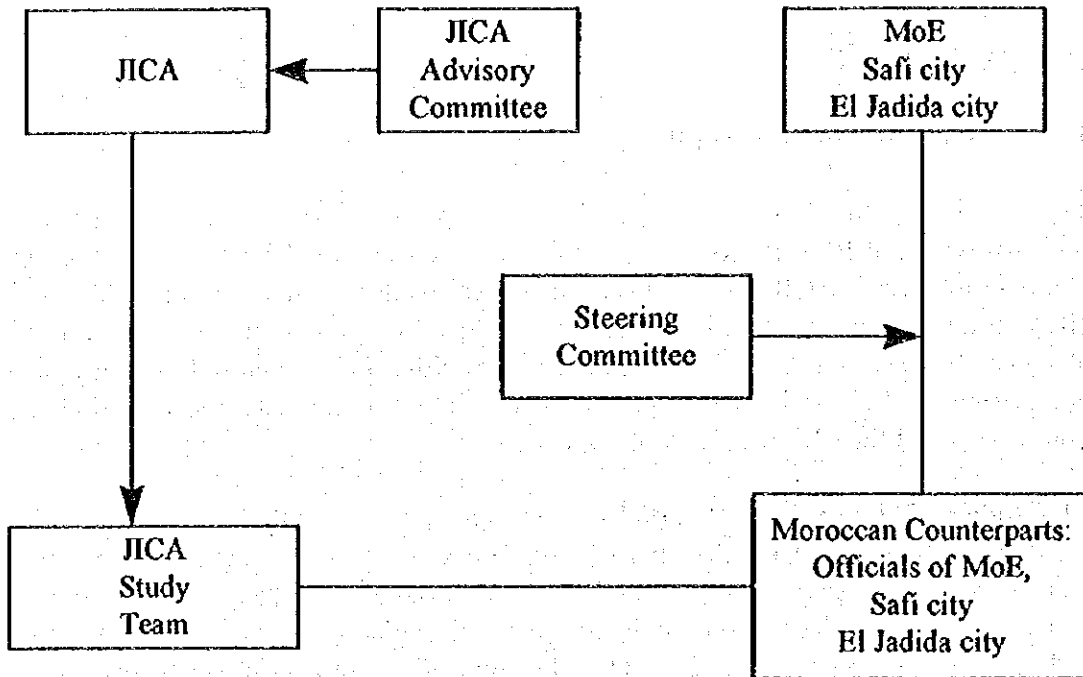 JICA
JICA
Advisory
Committee
MoE
Safi city
El Jadida city
Steering
Committee
JICA
Study
Team
Moroccan Counterparts:
Officials of MoE,
Safi city
El Jadida city